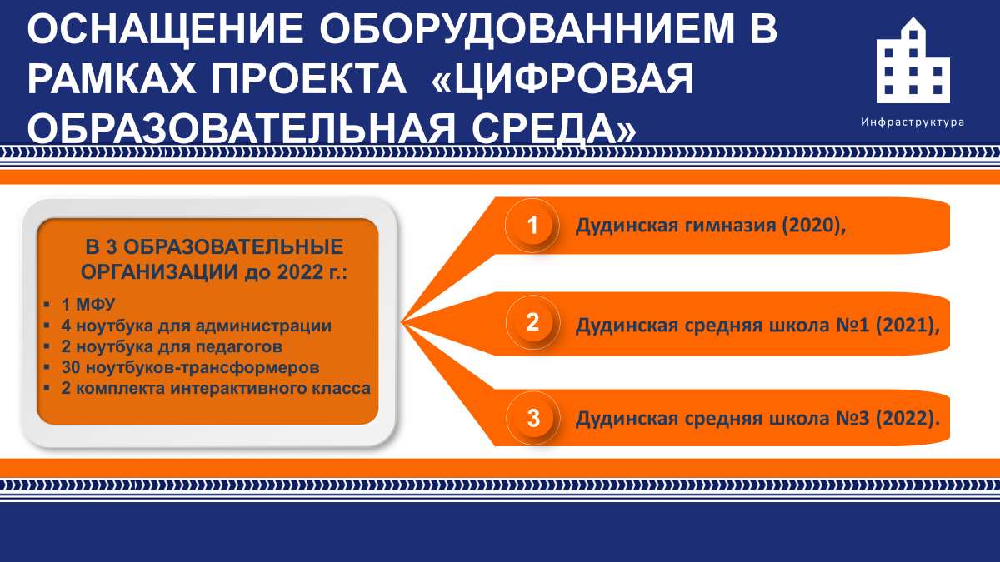 ОСНАЩЕНИЕ ОБОРУДОВАННИЕМ В
РАМКАХ ПРОЕКТА «ЦИФРОВАЯ
ОБРАЗОВАТЕЛЬНАЯ СРЕДА»
Инфраструктура
В 3 ОБРАЗОВАТЕЛЬНЫЕ
ОРГАНИЗАЦИИ до 2022 г.:
▪ 1 МФУ
▪ 4 ноутбука для администрации
▪ 2 ноутбука для педагогов
▪ 30 ноутбуков-трансформеров
▪ 2 комплекта интерактивного класса
1 Дудинская гимназия (2020),
2 Дудинская средняя школа №1 (2021),
3 Дудинская средняя школа №3 (2022).